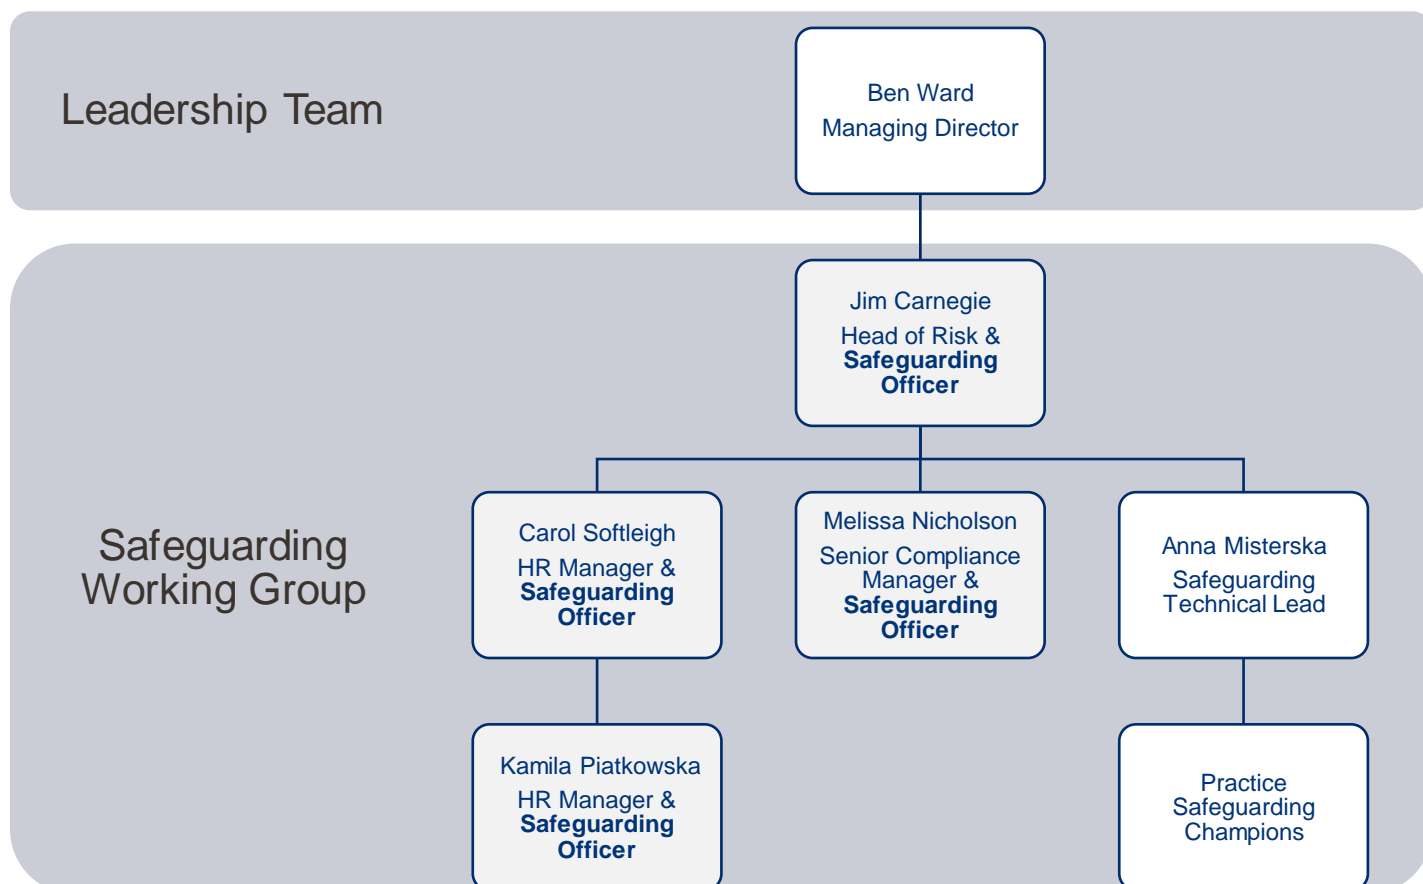 Leadership Team
Ben Ward
Managing Director
Jim Carnegie
Head of Risk &
Safeguarding
Officer
Safeguarding
Working Group
Carol Softleigh
HR Manager &
Safeguarding
Officer
Melissa Nicholson
Senior Compliance
Manager &
Safeguarding
Officer
Anna Misterska
Safeguarding
Technical Lead
Kamila Piatkowska
HR Manager &
Safeguarding
Officer
Practice
Safeguarding
Champions